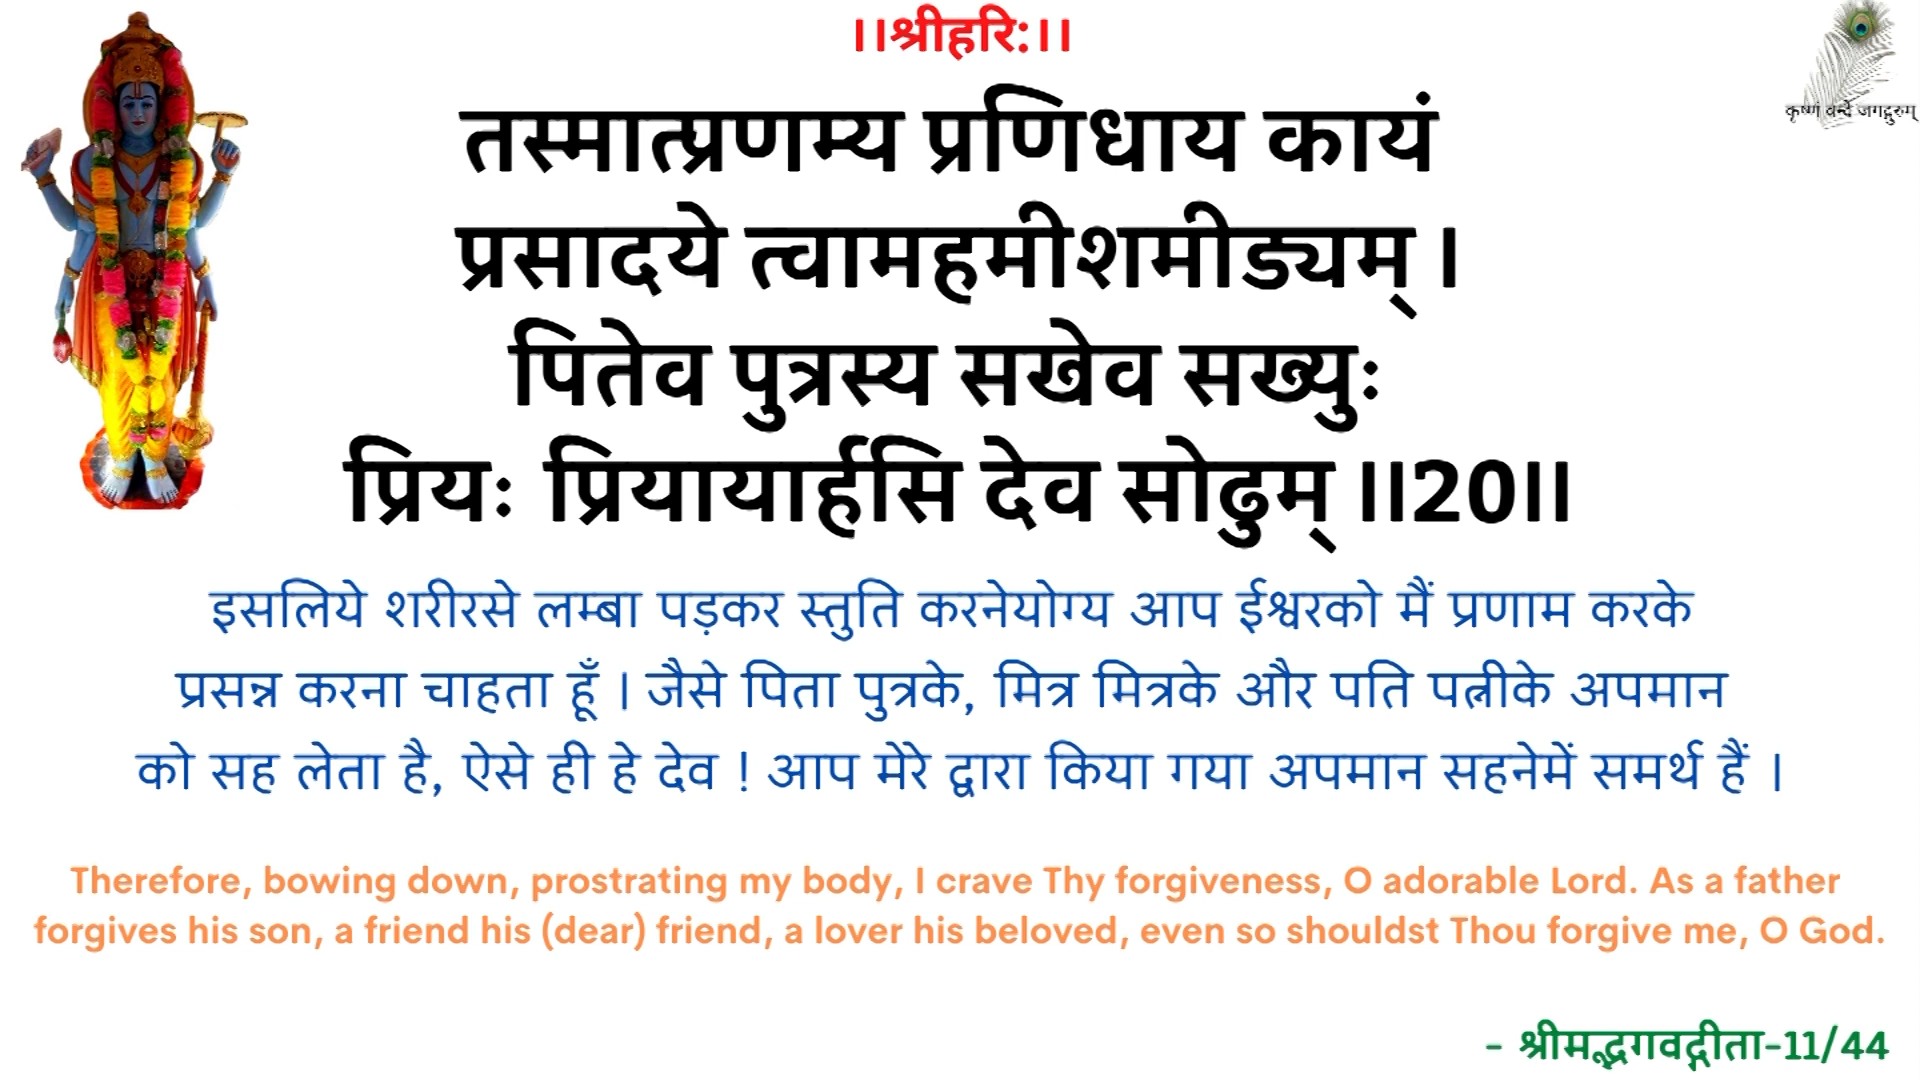 ।।श्रीहरि:।।
कृष्णं वन्दे जगद्गुरुम्
तस्मात्प्रणम्य प्रणिधाय कायं
प्रसादये त्वामहमीशमीड्यम् ।
पितेव पुत्रस्य सखेव सख्युः
प्रियः प्रियायार्हसि देव सोढुम् ।।20।।
इसलिये शरीरसे लम्बा पड़कर स्तुति करनेयोग्य आप ईश्वरको मैं प्रणाम करके
प्रसन्न करना चाहता हूँ । जैसे पिता पुत्रके, मित्र मित्रके और पति पत्नीके अपमान
को सह लेता है, ऐसे ही हे देव ! आप मेरे द्वारा किया गया अपमान सहनेमें समर्थ हैं ।
Therefore, bowing down, prostrating my body, I crave Thy forgiveness, O adorable Lord. As a father
forgives his son, a friend his (dear) friend, a lover his beloved, even so shouldst Thou forgive me, O God.
- श्रीमद्भगवद्गीता-11/44